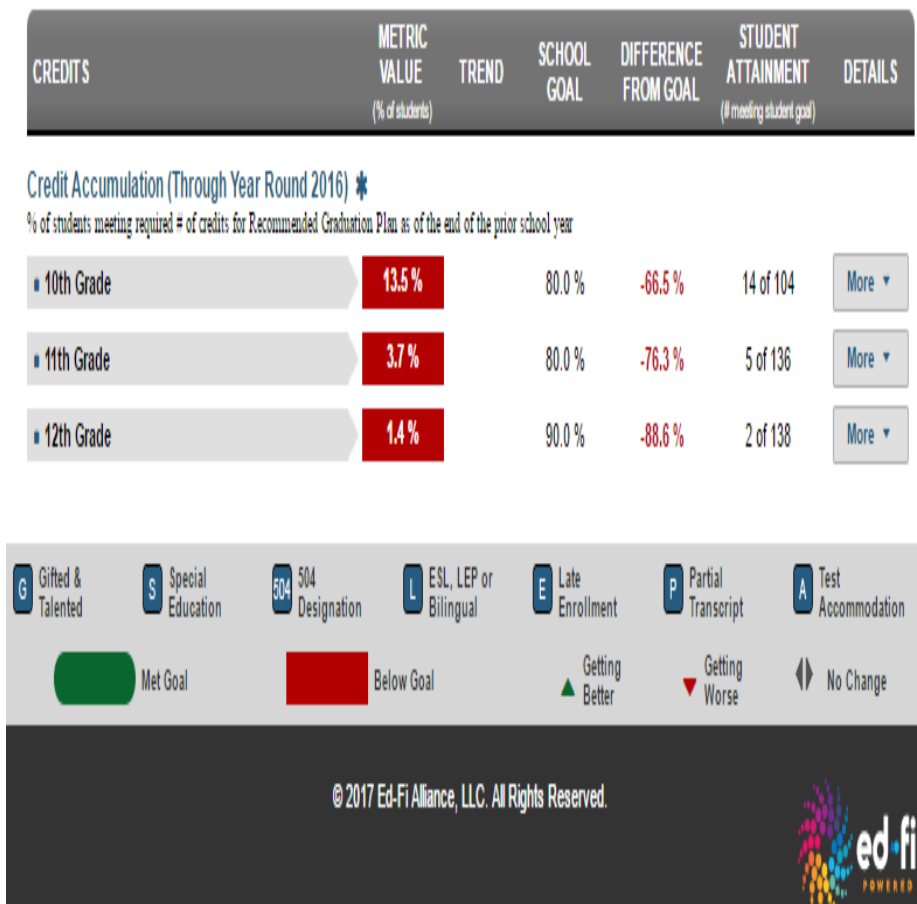 CREDITS
METRIC VALUE (% of students)
TREND
SCHOOL GOAL
DIFFERENCE FROM GOAL
STUDENT ATTAINMENT (# meeting student goal)
DETAILS
Credit Accumulation (Through Year Round 2016) ✱
% of students meeting required # of credits for Recommended Graduation Plan as of the end of the prior school year
10th Grade 13.5 % 80.0 % -66.5 % 14 of 104 More ▼
11th Grade 3.7 % 80.0 % -76.3 % 5 of 136 More ▼
12th Grade 1.4 % 90.0 % -88.6 % 2 of 138 More ▼
G Gifted & Talented
S Special Education
504 504 Designation
L ESL, LEP or Bilingual
E Late Enrollment
P Partial Transcript
A Test Accommodation
Met Goal
Below Goal
Getting Better
Getting Worse
No Change
© 2017 Ed-Fi Alliance, LLC. All Rights Reserved.
ed-fi
POWERED